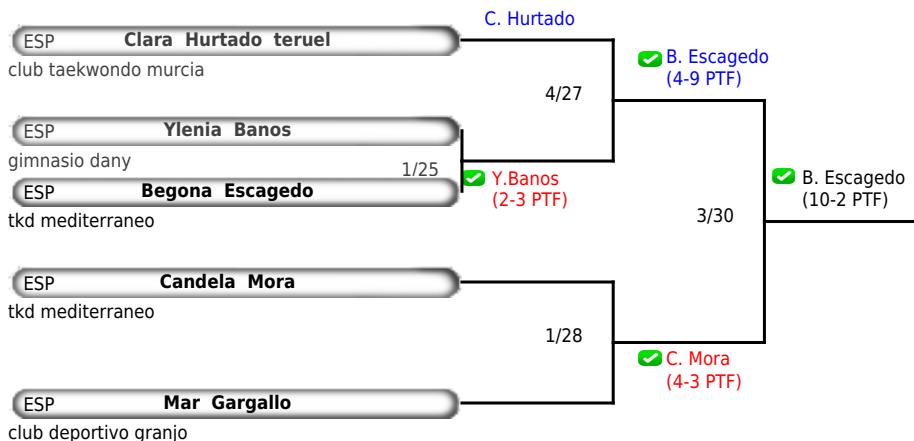 C. Hurtado
ESP Clara Hurtado teruel
club taekwondo murcia
B. Escagedo
(4-9 PTF)
4/27
ESP Ylenia Banos
gimnasio dany
1/25
Y.Banos
(2-3 PTF)
ESP Begona Escagedo
tkd mediterraneo
B. Escagedo
(10-2 PTF)
3/30
ESP Candela Mora
tkd mediterraneo
1/28
C. Mora
(4-3 PTF)
ESP Mar Gargallo
club deportivo granjo